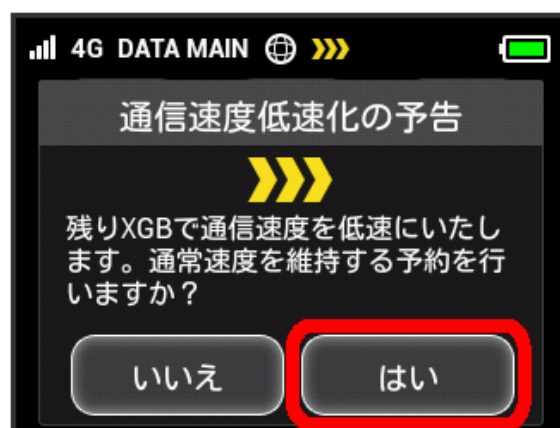 4G DATA MAIN
通信速度低速化の予告
残りXGBで通信速度を低速にいたし
ます。通常速度を維持する予約を行
いますか？
いいえ
はい